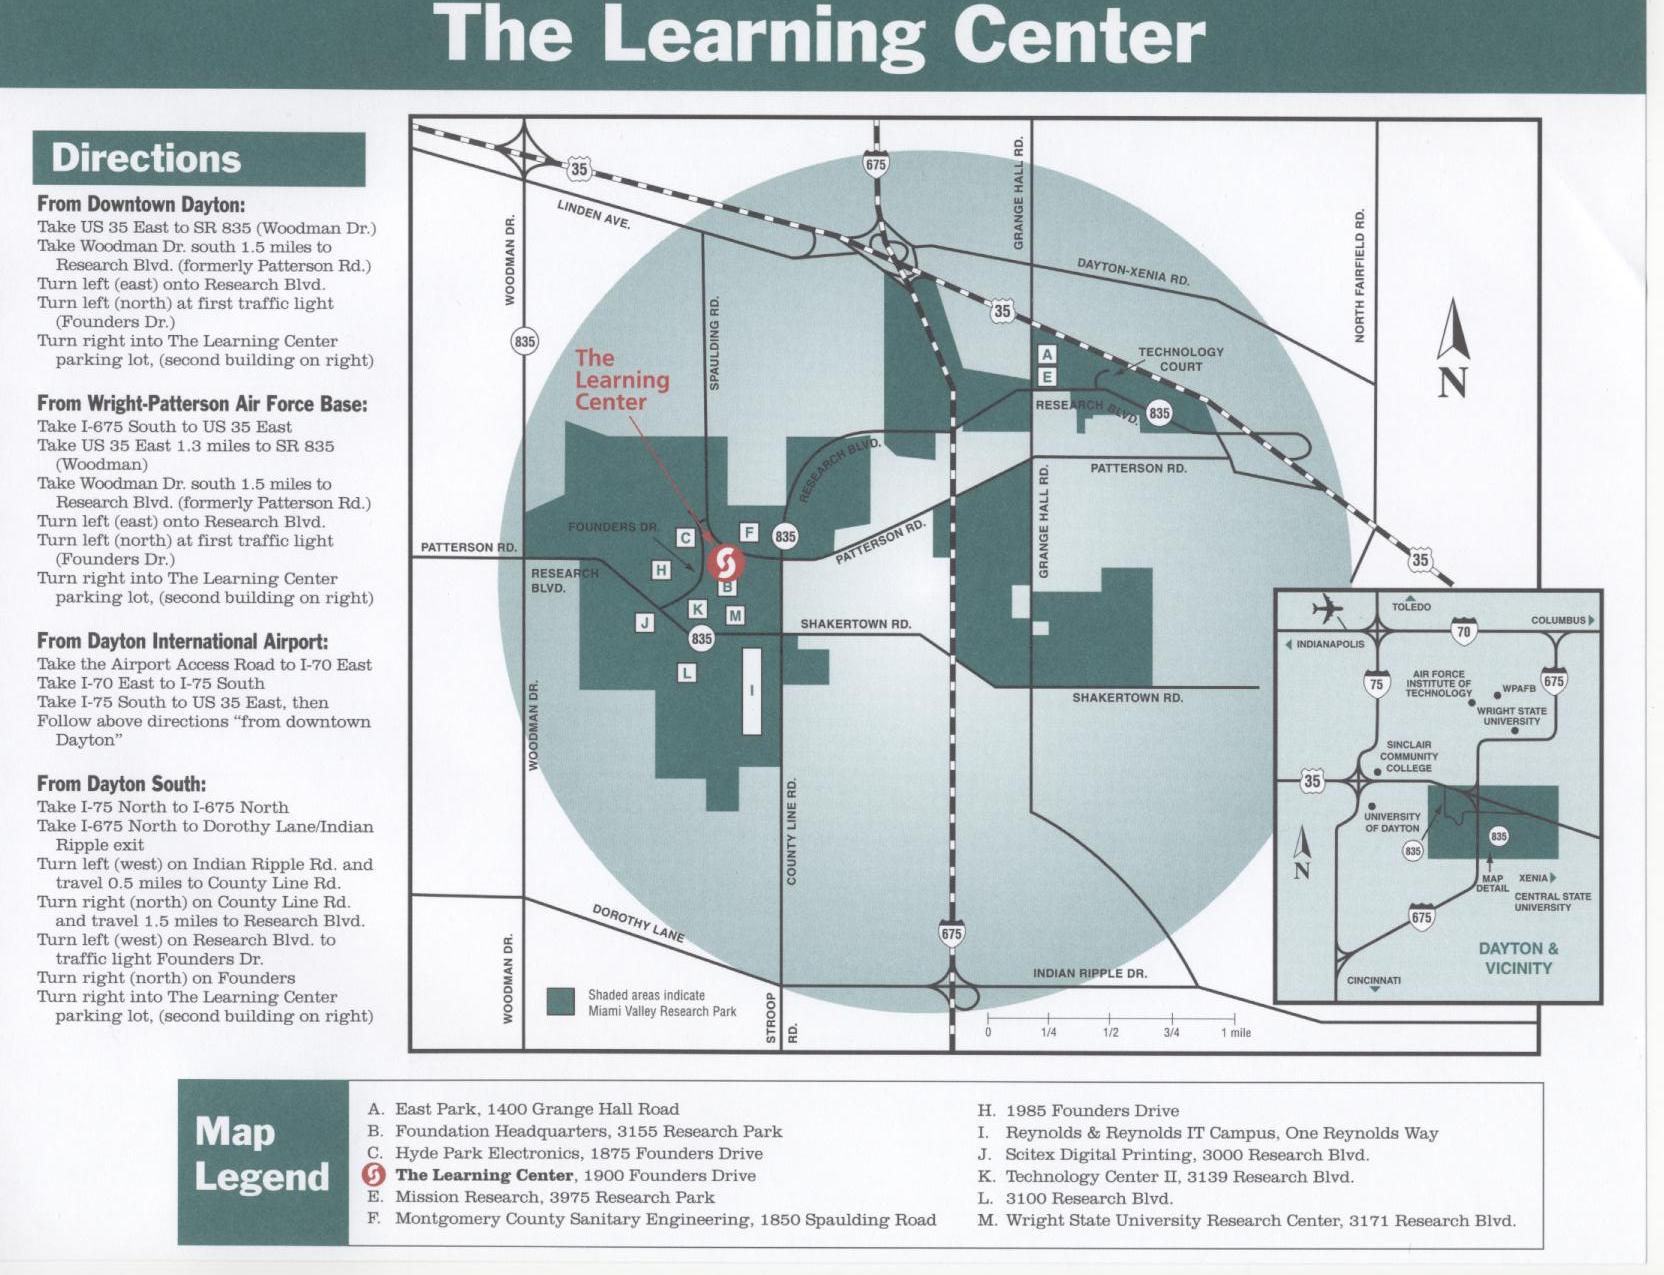 The Learning Center
Directions
From Downtown Dayton:
Take US 35 East to SR 835 (Woodman Dr.)
Take Woodman Dr. south 1.5 miles to
Research Blvd. (formerly Patterson Rd.)
Turn left (east) onto Research Blvd.
Turn left (north) at first traffic light
(Founders Dr.)
Turn right into The Learning Center
parking lot, (second building on right)
From Wright-Patterson Air Force Base:
Take I-675 South to US 35 East
Take US 35 East 1.3 miles to SR 835
(Woodman)
Take Woodman Dr. south 1.5 miles to
Research Blvd. (formerly Patterson Rd.)
Turn left (east) onto Research Blvd.
Turn left (north) at first traffic light
(Founders Dr.)
Turn right into The Learning Center
parking lot, (second building on right)
From Dayton International Airport:
Take the Airport Access Road to I-70 East
Take I-70 East to I-75 South
Take I-75 South to US 35 East, then
Follow above directions “from downtown
Dayton”
From Dayton South:
Take I-75 North to I-675 North
Take I-675 North to Dorothy Lane/Indian
Ripple exit
Turn left (west) on Indian Ripple Rd. and
travel 0.5 miles to County Line Rd.
Turn right (north) on County Line Rd.
and travel 1.5 miles to Research Blvd.
Turn left (west) on Research Blvd. to
traffic light Founders Dr.
Turn right (north) on Founders
Turn right into The Learning Center
parking lot, (second building on right)
35
675
LINDEN AVE.
WOODMAN DR.
GRANGE HALL RD.
DAYTON-XENIA RD.
NORTH FAIRFIELD RD.
835
SPAULDING RD.
35
The
Learning
Center
A
E
TECHNOLOGY
COURT
N
RESEARCH BLVD.
835
RESEARCH BLVD.
PATTERSON RD.
GRANGE HALL RD.
FOUNDERS DR.
C
F
835
PATTERSON RD.
PATTERSON RD.
35
RESEARCH
BLVD.
H
B
K
M
J
835
SHAKERTOWN RD.
L
I
SHAKERTOWN RD.
WOODMAN DR.
COUNTY LINE RD.
DOROTHY LANE
675
WOODMAN DR.
INDIAN RIPPLE DR.
STROOP
RD.
Shaded areas indicate
Miami Valley Research Park
0 1/4 1/2 3/4 1 mile
TOLEDO
COLUMBUS
70
INDIANAPOLIS
75
AIR FORCE
INSTITUTE OF
TECHNOLOGY
WPAFB
675
WRIGHT STATE
UNIVERSITY
SINCLAIR
COMMUNITY
COLLEGE
35
UNIVERSITY
OF DAYTON
835
835
N
MAP
DETAIL
XENIA
CENTRAL STATE
UNIVERSITY
675
DAYTON &
VICINITY
CINCINNATI
Map
Legend
A. East Park, 1400 Grange Hall Road
B. Foundation Headquarters, 3155 Research Park
C. Hyde Park Electronics, 1875 Founders Drive
The Learning Center, 1900 Founders Drive
E. Mission Research, 3975 Research Park
F. Montgomery County Sanitary Engineering, 1850 Spaulding Road
H. 1985 Founders Drive
I. Reynolds & Reynolds IT Campus, One Reynolds Way
J. Scitex Digital Printing, 3000 Research Blvd.
K. Technology Center II, 3139 Research Blvd.
L. 3100 Research Blvd.
M. Wright State University Research Center, 3171 Research Blvd.